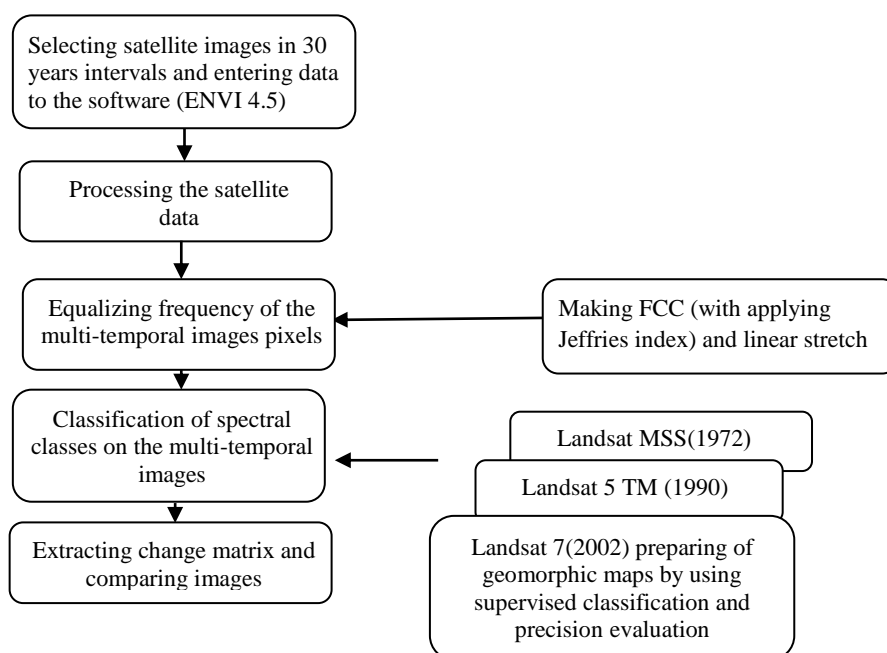 Selecting satellite images in 30
years intervals and entering data
to the software (ENVI 4.5)
Processing the satellite
data
Equalizing frequency of the
multi-temporal images pixels
Making FCC (with applying
Jeffries index) and linear stretch
Classification of spectral
classes on the multi-temporal
images
Landsat MSS(1972)
Landsat 5 TM (1990)
Landsat 7(2002) preparing of
geomorphic maps by using
supervised classification and
precision evaluation
Extracting change matrix and
comparing images